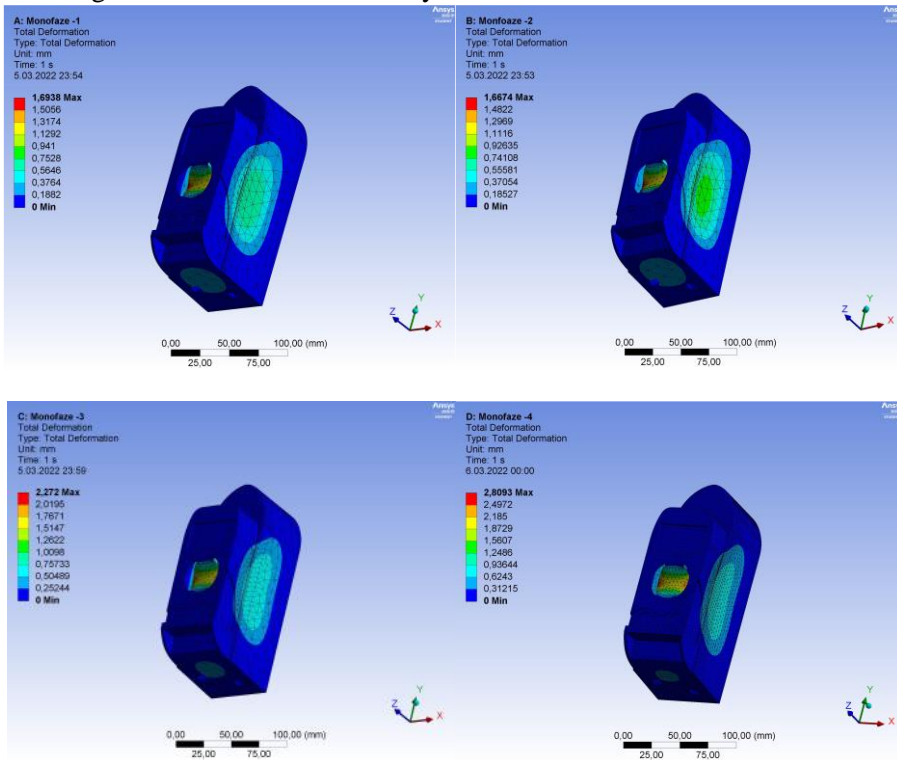 Ansys
A: Monofaze -1
Total Deformation
Type: Total Deformation
Unit: mm
Time: 1 s
5.03.2022 23:54
1,6938 Max
1,5056
1,3174
1,1292
0,941
0,7528
0,5646
0,3764
0,1882
0 Min
Z
Y
X
0,00 50,00 100,00 (mm)
25,00 75,00
Ansys
B: Monfoaze -2
Total Deformation
Type: Total Deformation
Unit: mm
Time: 1 s
5.03.2022 23:53
1,6674 Max
1,4822
1,2969
1,1116
0,92635
0,74108
0,55581
0,37054
0,18527
0 Min
Z
Y
X
0,00 50,00 100,00 (mm)
25,00 75,00
Ansys
C: Monofaze -3
Total Deformation
Type: Total Deformation
Unit: mm
Time: 1 s
5.03.2022 23:59
2,272 Max
2,0195
1,7671
1,5147
1,2622
1,0098
0,75733
0,50489
0,25244
0 Min
Z
Y
X
0,00 50,00 100,00 (mm)
25,00 75,00
Ansys
D: Monofaze -4
Total Deformation
Type: Total Deformation
Unit: mm
Time: 1 s
6.03.2022 00:00
2,8093 Max
2,4972
2,185
1,8729
1,5607
1,2486
0,93644
0,6243
0,31215
0 Min
Z
Y
X
0,00 50,00 100,00 (mm)
25,00 75,00